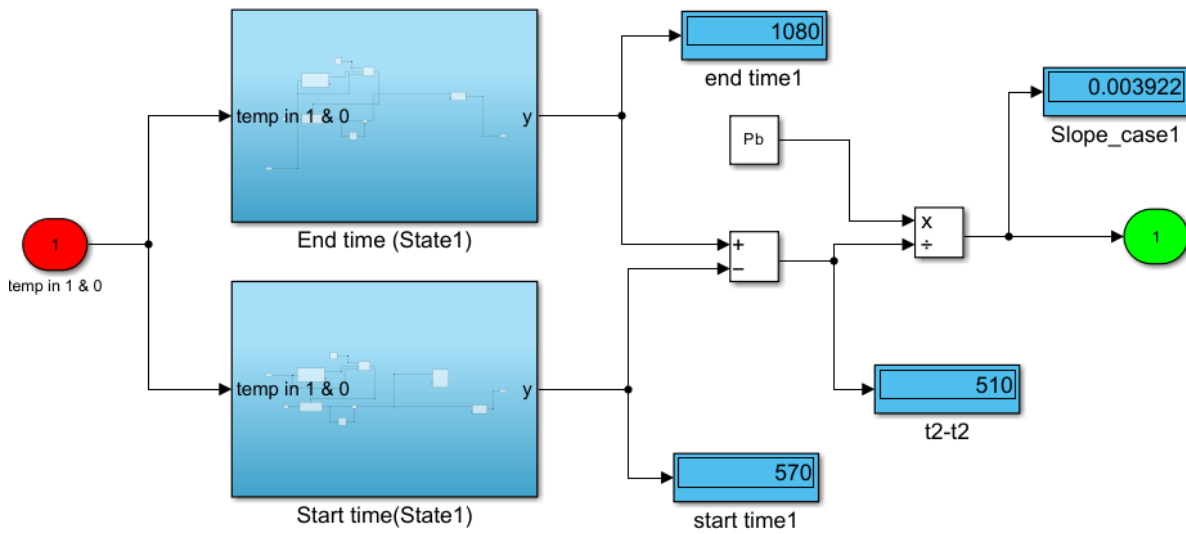 1080
end time1
temp in 1 & 0
y
End time (State1)
0.003922
Slope_case1
Pb
1
temp in 1 & 0
+
−
x
÷
1
temp in 1 & 0
y
Start time(State1)
510
t2-t2
570
start time1